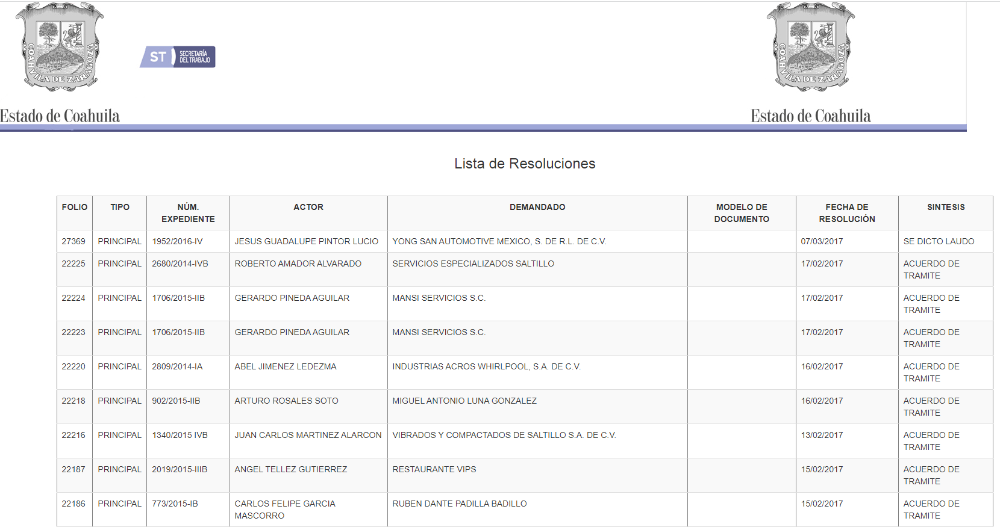 COAHUILA DE ZARAGOZA
ST SECRETARÍA
DEL TRABAJO
COAHUILA DE ZARAGOZA
Estado de Coahuila
Estado de Coahuila
Lista de Resoluciones
FOLIO TIPO NÚM. EXPEDIENTE ACTOR DEMANDADO MODELO DE DOCUMENTO FECHA DE RESOLUCIÓN SINTESIS
27369 PRINCIPAL 1952/2016-IV JESUS GUADALUPE PINTOR LUCIO YONG SAN AUTOMOTIVE MEXICO, S. DE R.L. DE C.V. 07/03/2017 SE DICTO LAUDO
22225 PRINCIPAL 2680/2014-IVB ROBERTO AMADOR ALVARADO SERVICIOS ESPECIALIZADOS SALTILLO 17/02/2017 ACUERDO DE
TRAMITE
22224 PRINCIPAL 1706/2015-IIB GERARDO PINEDA AGUILAR MANSI SERVICIOS S.C. 17/02/2017 ACUERDO DE
TRAMITE
22223 PRINCIPAL 1706/2015-IIB GERARDO PINEDA AGUILAR MANSI SERVICIOS S.C. 17/02/2017 ACUERDO DE
TRAMITE
22220 PRINCIPAL 2809/2014-IA ABEL JIMENEZ LEDEZMA INDUSTRIAS ACROS WHIRLPOOL, S.A. DE C.V. 16/02/2017 ACUERDO DE
TRAMITE
22218 PRINCIPAL 902/2015-IIB ARTURO ROSALES SOTO MIGUEL ANTONIO LUNA GONZALEZ 16/02/2017 ACUERDO DE
TRAMITE
22216 PRINCIPAL 1340/2015 IVB JUAN CARLOS MARTINEZ ALARCON VIBRADOS Y COMPACTADOS DE SALTILLO S.A. DE C.V. 13/02/2017 ACUERDO DE
TRAMITE
22187 PRINCIPAL 2019/2015-IIIB ANGEL TELLEZ GUTIERREZ RESTAURANTE VIPS 15/02/2017 ACUERDO DE
TRAMITE
22186 PRINCIPAL 773/2015-IB CARLOS FELIPE GARCIA MASCORRO RUBEN DANTE PADILLA BADILLO 15/02/2017 ACUERDO DE
TRAMITE